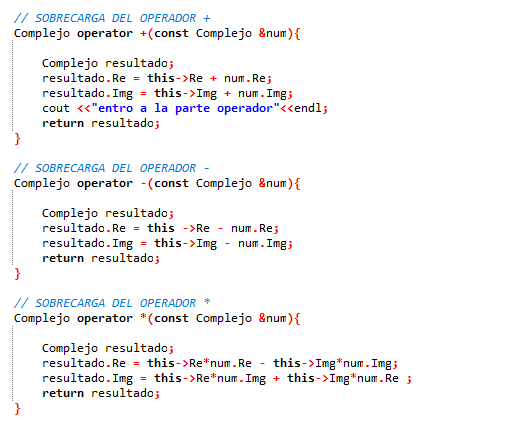 // SOBRECARGA DEL OPERADOR +
Complejo operator +(const Complejo &num){
Complejo resultado;
resultado.Re = this->Re + num.Re;
resultado.Img = this->Img + num.Img;
cout <<"entro a la parte operador"<<endl;
return resultado;
}
// SOBRECARGA DEL OPERADOR -
Complejo operator -(const Complejo &num){
Complejo resultado;
resultado.Re = this ->Re - num.Re;
resultado.Img = this->Img - num.Img;
return resultado;
}
// SOBRECARGA DEL OPERADOR *
Complejo operator *(const Complejo &num){
Complejo resultado;
resultado.Re = this->Re*num.Re - this->Img*num.Img;
resultado.Img = this->Re*num.Img + this->Img*num.Re ;
return resultado;
}